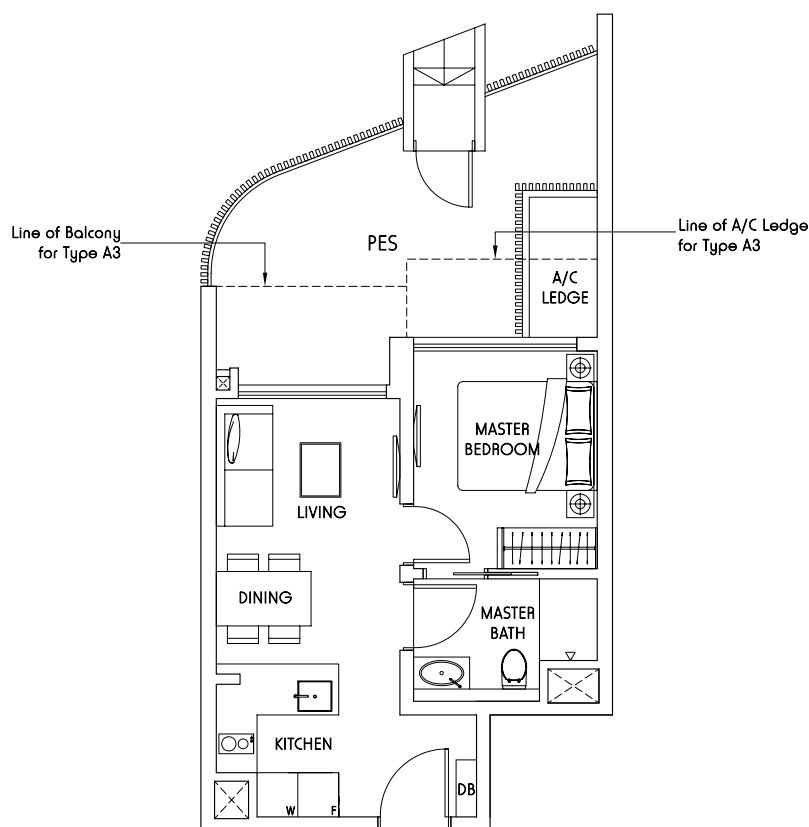 Line of Balcony
for Type A3
PES
Line of A/C Ledge
for Type A3
A/C
LEDGE
MASTER
BEDROOM
LIVING
DINING
MASTER
BATH
KITCHEN
DB
W
F